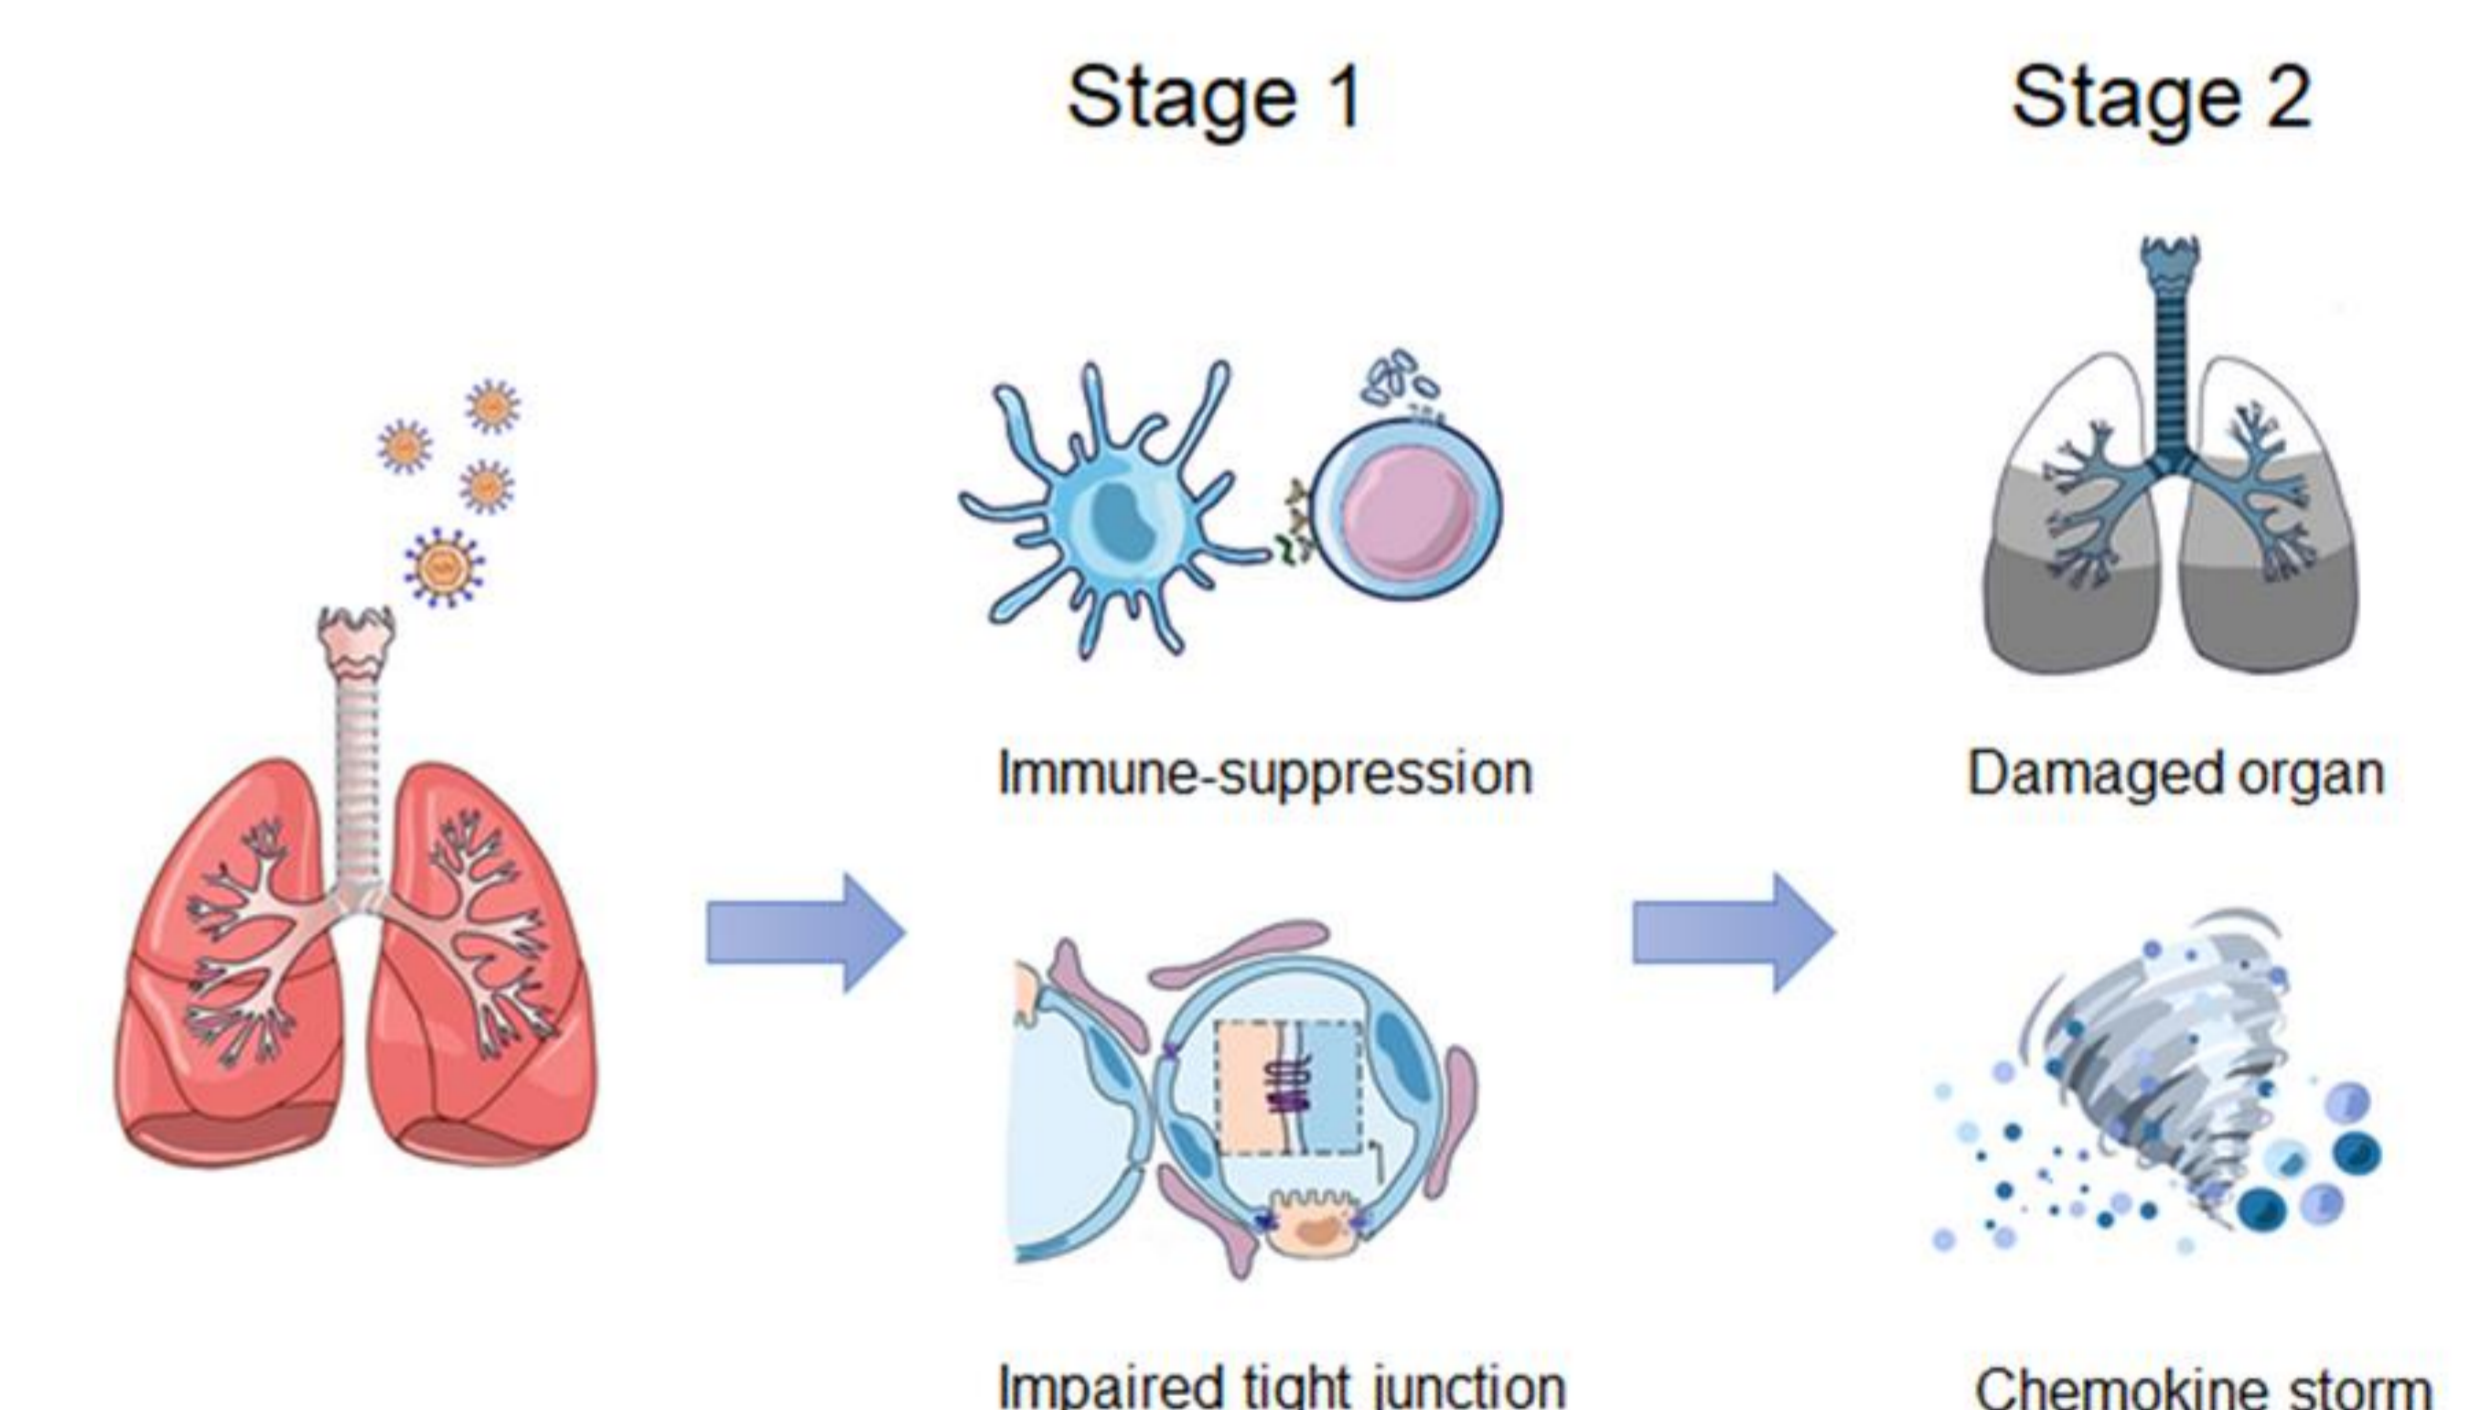 Stage 1
Stage 2
Immune-suppression
Damaged organ
Impaired tight junction
Chemokine storm